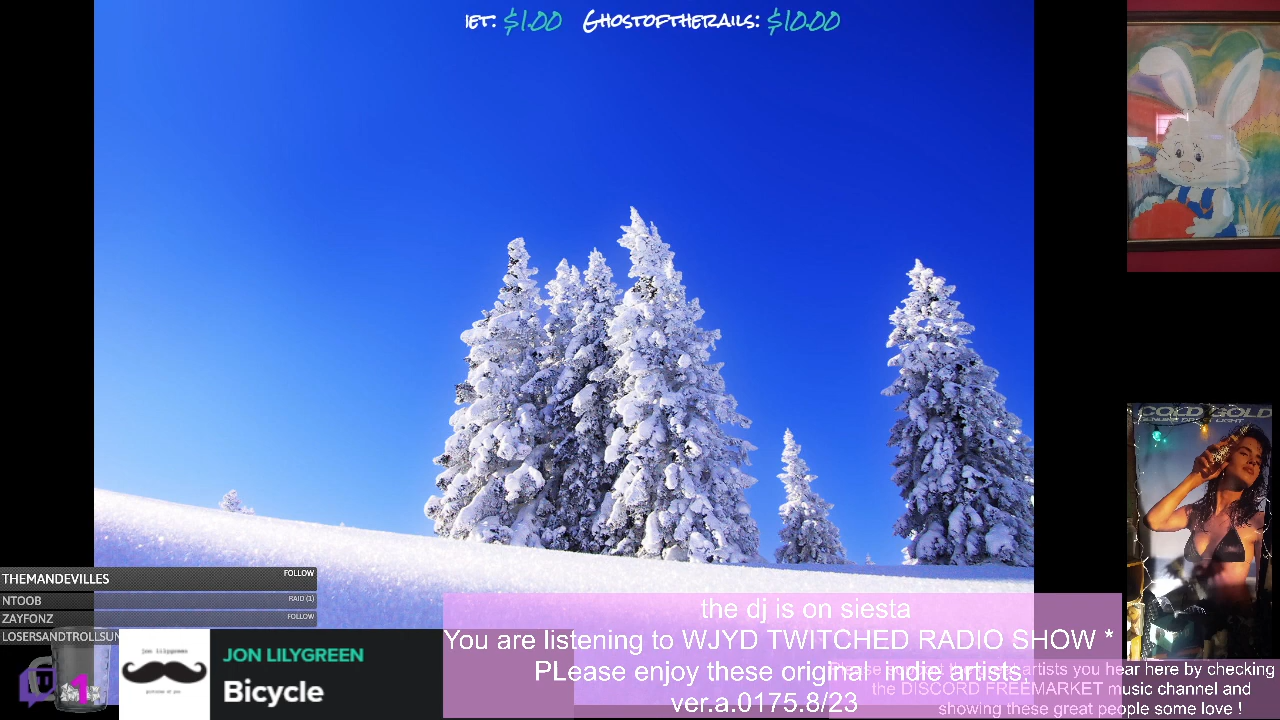 iet: $1.00 Ghostoftherails: $10.00
COLD GOLD
THEMANDEVILLES FOLLOW
NTOOB RAID (1)
ZAYFONZ FOLLOW
LOSERSANDTROLLSUN
1
jon lilygreen
JON LILYGREEN
Bicycle
the dj is on siesta
You are listening to WJYD TWITCHED RADIO SHOW *
PLease enjoy these original indie artists,
ver.a.0175.8/23
artists you hear here by checking
the DISCORD FREEMARKET music channel and
showing these great people some love !